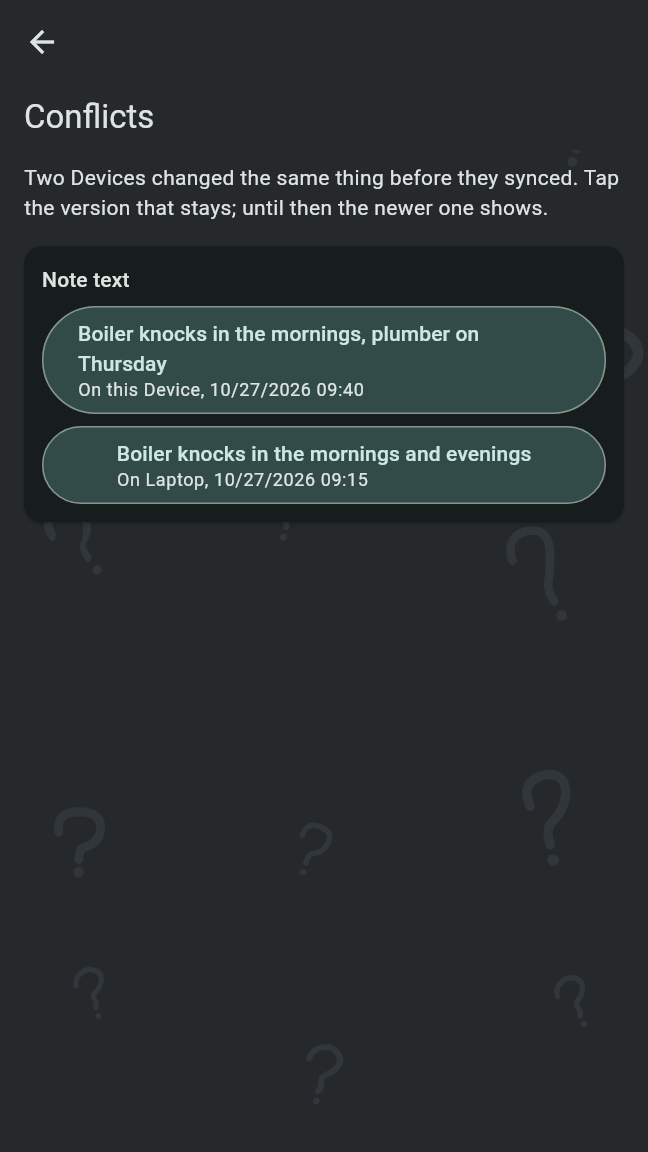 Conflicts
Two Devices changed the same thing before they synced. Tap
the version that stays; until then the newer one shows.
Note text
Boiler knocks in the mornings, plumber on
Thursday
On this Device, 10/27/2026 09:40
Boiler knocks in the mornings and evenings
On Laptop, 10/27/2026 09:15